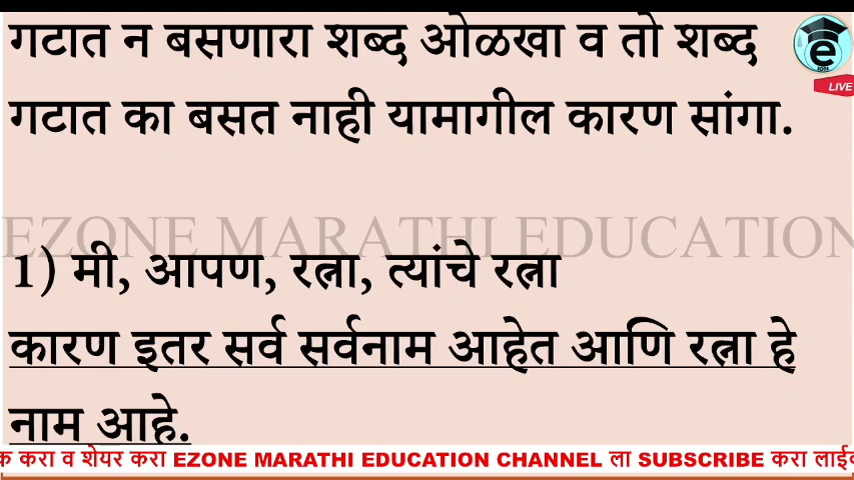 गटात न बसणारा शब्द ओळखा व तो शब्द
गटात का बसत नाही यामागील कारण सांगा.
e
EZONE
LIVE
EZONE MARATHI EDUCATION
1) मी, आपण, रत्ना, त्यांचे रत्ना
कारण इतर सर्व सर्वनाम आहेत आणि रत्ना हे
नाम आहे.
करा व शेयर करा EZONE MARATHI EDUCATION CHANNEL ला SUBSCRIBE करा